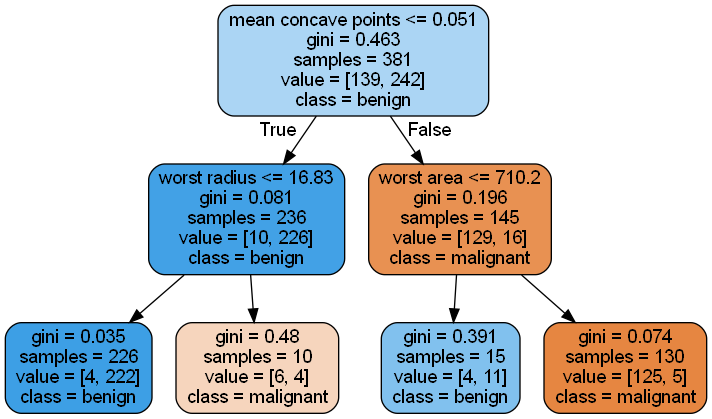 mean concave points <= 0.051
gini = 0.463
samples = 381
value = [139, 242]
class = benign
True
False
worst radius <= 16.83
gini = 0.081
samples = 236
value = [10, 226]
class = benign
worst area <= 710.2
gini = 0.196
samples = 145
value = [129, 16]
class = malignant
gini = 0.035
samples = 226
value = [4, 222]
class = benign
gini = 0.48
samples = 10
value = [6, 4]
class = malignant
gini = 0.391
samples = 15
value = [4, 11]
class = benign
gini = 0.074
samples = 130
value = [125, 5]
class = malignant